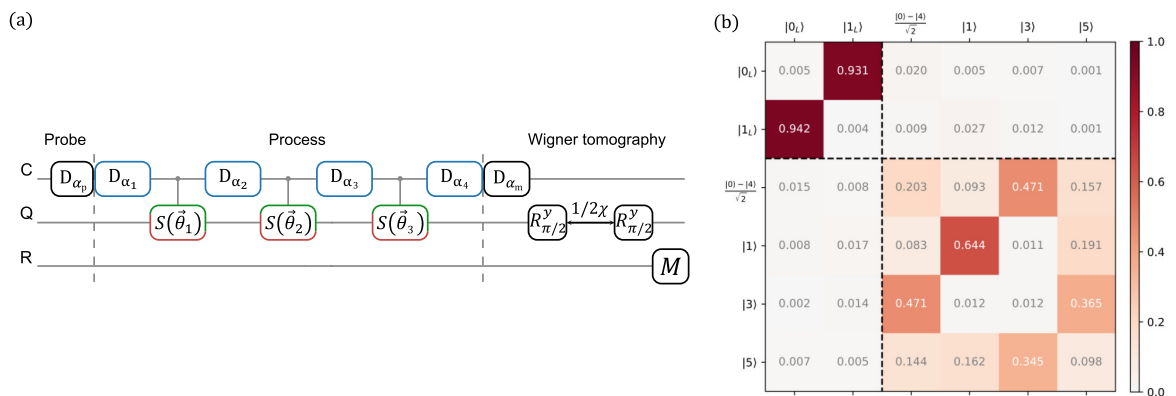 (a)
Probe Process Wigner tomography
C D_{α_p} D_{α_1} D_{α_2} D_{α_3} D_{α_4} D_{α_m}
Q S(θ⃗_1) S(θ⃗_2) S(θ⃗_3) R^y_{π/2} 1/2χ R^y_{π/2}
R M
(b)
|0_L⟩ |1_L⟩ |0⟩−|4⟩/√2 |1⟩ |3⟩ |5⟩
|0_L⟩ 0.005 0.931 0.020 0.005 0.007 0.001
|1_L⟩ 0.942 0.004 0.009 0.027 0.012 0.001
|0⟩−|4⟩/√2 0.015 0.008 0.203 0.093 0.471 0.157
|1⟩ 0.008 0.017 0.083 0.644 0.011 0.191
|3⟩ 0.002 0.014 0.471 0.012 0.012 0.365
|5⟩ 0.007 0.005 0.144 0.162 0.345 0.098
1.0
0.8
0.6
0.4
0.2
0.0